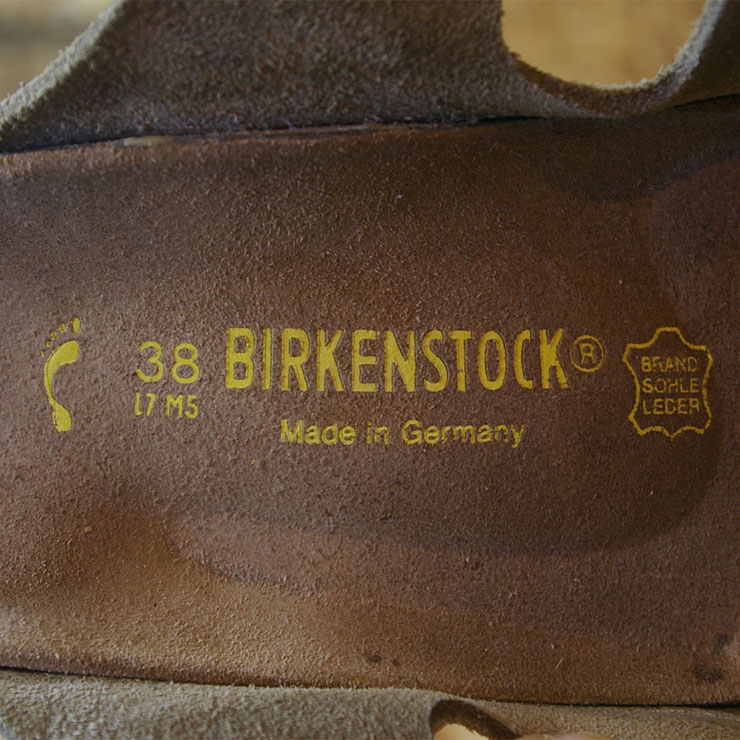 38
L7 M5
BIRKENSTOCK®
Made in Germany
BRAND
SOHLE
LEDER